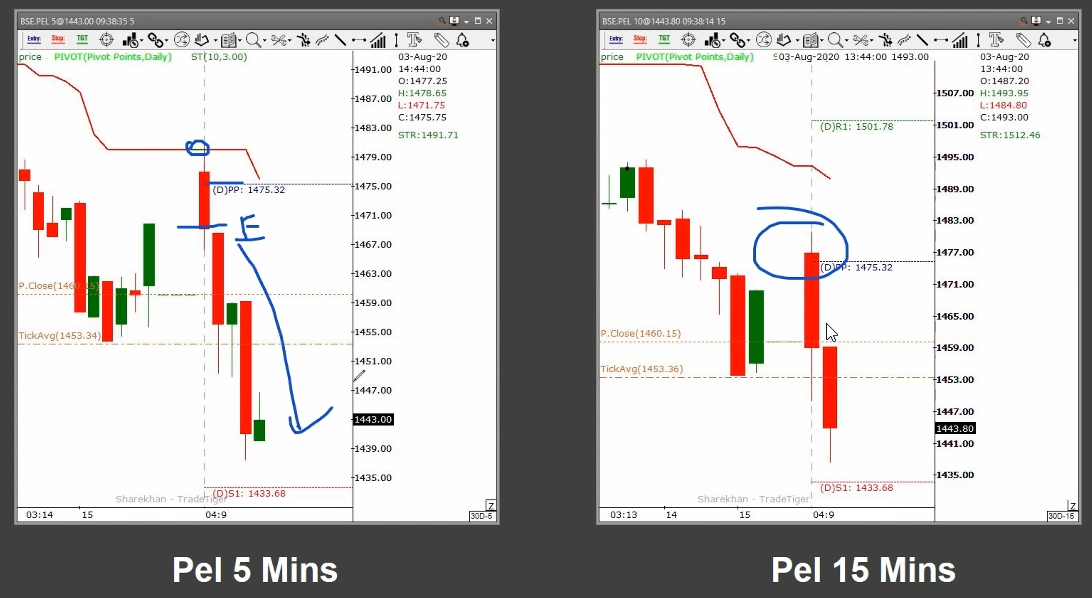 BSE.PEL 5@1443.00 09:38:35 5
Entry: Stop: TGT
price PIVOT(Pivot Points,Daily) ST(10,3.00)
03-Aug-20
14:44:00
O:1477.25
H:1478.65
L:1471.75
C:1475.75
STR:1491.71
1491.00
1487.00
1483.00
1479.00
1475.00
1471.00
1467.00
1463.00
1459.00
1455.00
1451.00
1447.00
1443.00
1439.00
1435.00
(D)PP: 1475.32
E
P.Close(1460.15)
TickAvg(1453.34)
(D)S1: 1433.68
Sharekhan - TradeTiger
Z
03:14 15 04:9
30D-5
Pel 5 Mins
BSE.PEL 10@1443.80 09:38:14 15
Entry: Stop: TGT
price PIVOT(Pivot Points,Daily) 03-Aug-2020 13:44:00 1493.00
03-Aug-20
13:44:00
O:1487.20
H:1493.95
L:1484.80
C:1493.00
STR:1512.46
1507.00
1501.00
1495.00
1489.00
1483.00
1477.00
1471.00
1465.00
1459.00
1453.00
1447.00
1443.80
1441.00
1435.00
(D)R1: 1501.78
(D)PP: 1475.32
P.Close(1460.15)
TickAvg(1453.36)
(D)S1: 1433.68
Sharekhan - TradeTiger
Z
03:13 14 15 04:9
30D-15
Pel 15 Mins